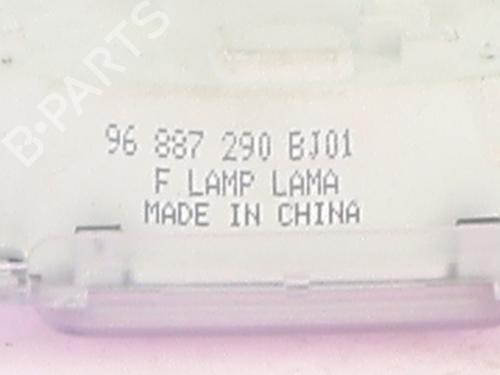 B-PARTS
96 887 290 BJ01
F LAMP LAMA
MADE IN CHINA